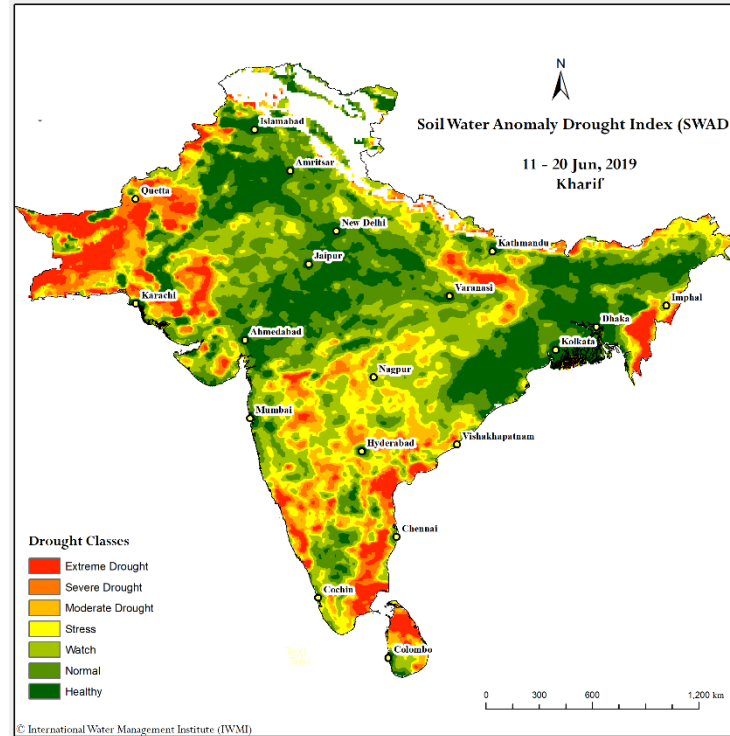 N
Soil Water Anomaly Drought Index (SWAD
11 - 20 Jun, 2019
Kharif
Islamabad
Amritsar
Quetta
New Delhi
Kathmandu
Jaipur
Varanasi
Karachi
Imphal
Dhaka
Ahmedabad
Kolkata
Nagpur
Mumbai
Hyderabad
Vishakhapatnam
Chennai
Drought Classes
Extreme Drought
Severe Drought
Moderate Drought
Stress
Watch
Normal
Healthy
Cochin
Colombo
0 300 600 1,200 km
© International Water Management Institute (IWMI)